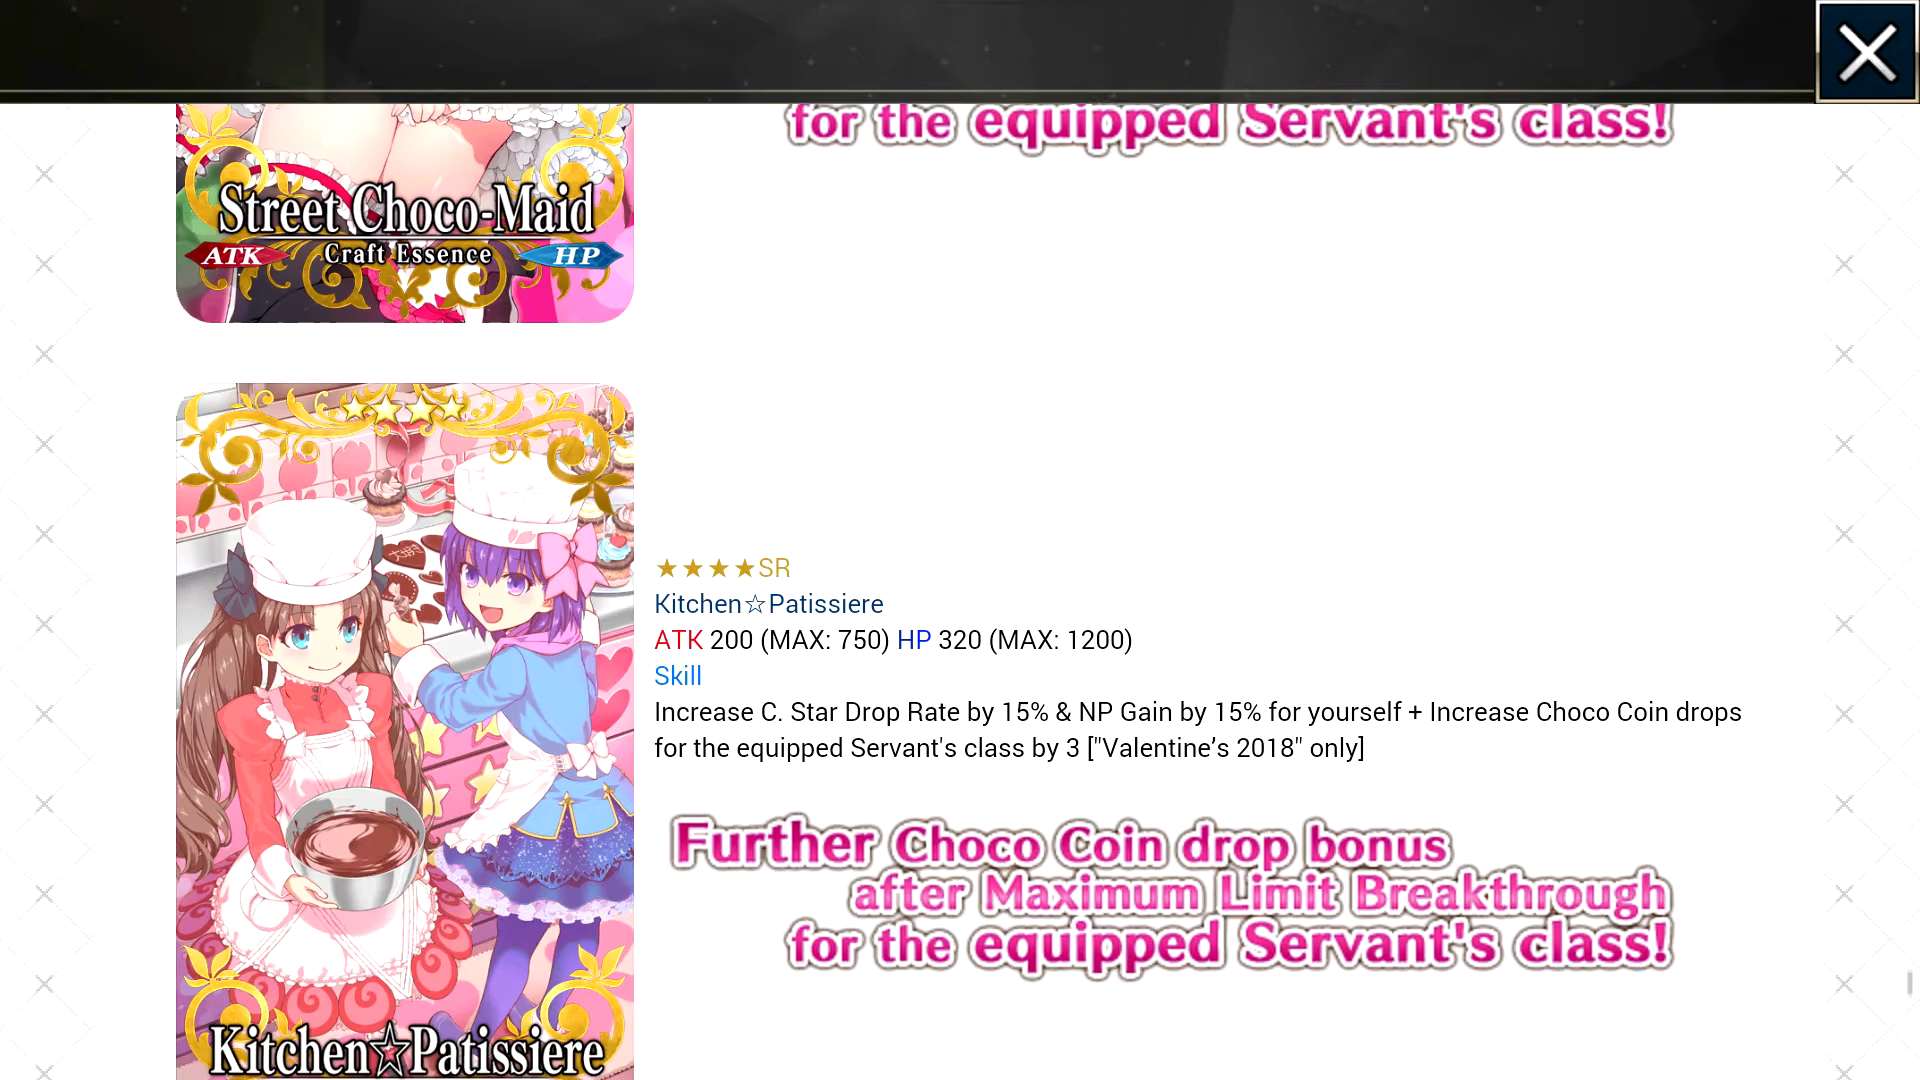 for the equipped Servant's class!
Street Choco-Maid
ATK Craft Essence HP
★★★★SR
Kitchen☆Patissiere
ATK 200 (MAX: 750) HP 320 (MAX: 1200)
Skill
Increase C. Star Drop Rate by 15% & NP Gain by 15% for yourself + Increase Choco Coin drops
for the equipped Servant's class by 3 ["Valentine’s 2018" only]
Further Choco Coin drop bonus
after Maximum Limit Breakthrough
for the equipped Servant's class!
Kitchen☆Patissiere